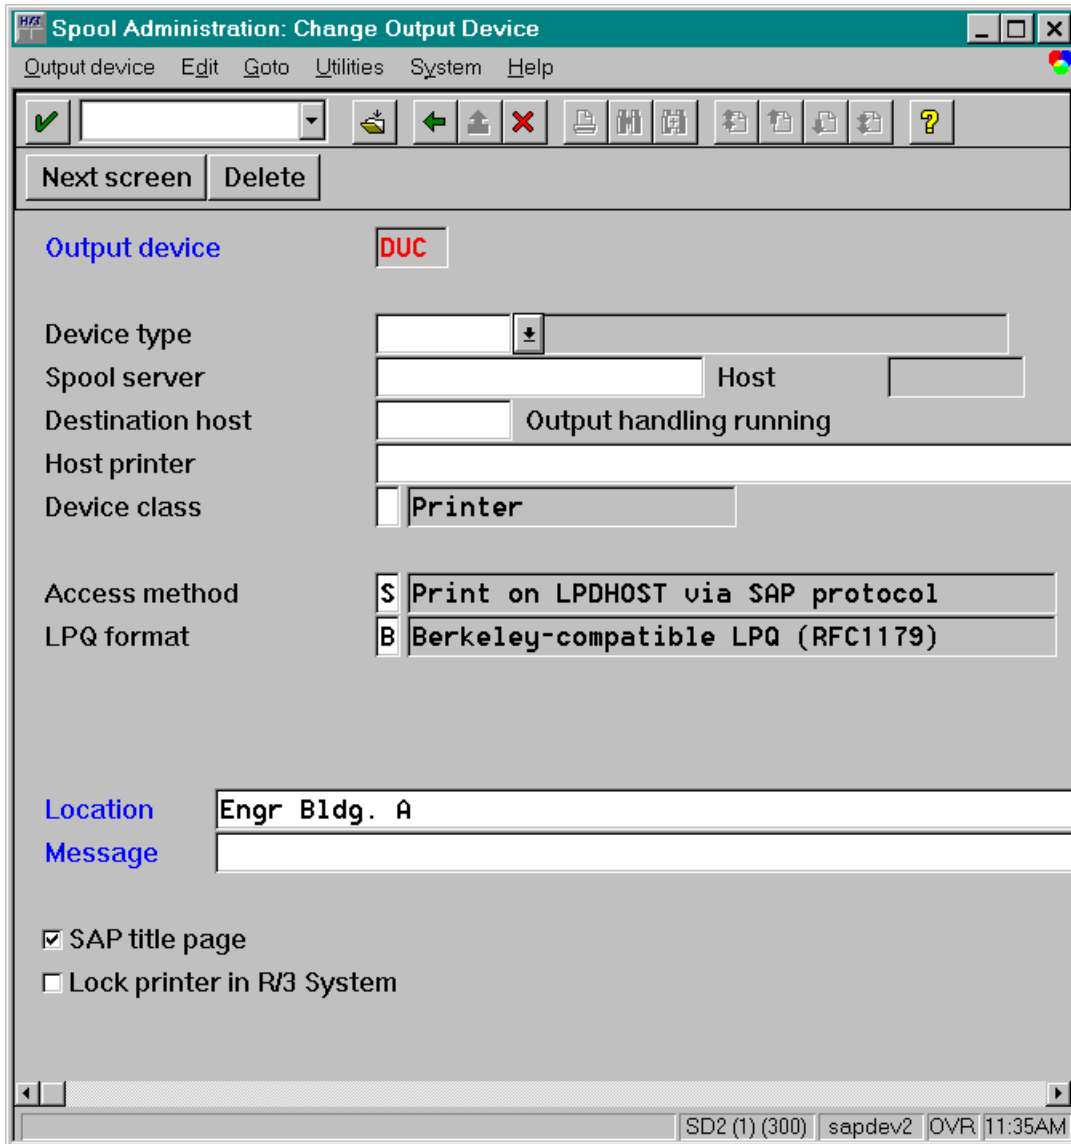 Spool Administration: Change Output Device
Output device Edit Goto Utilities System Help
Next screen Delete
Output device DUC
Device type
Spool server Host
Destination host Output handling running
Host printer
Device class Printer
Access method S Print on LPDHOST via SAP protocol
LPQ format B Berkeley-compatible LPQ (RFC1179)
Location Engr Bldg. A
Message
SAP title page
Lock printer in R/3 System
SD2 (1) (300) sapdev2 OVR 11:35AM